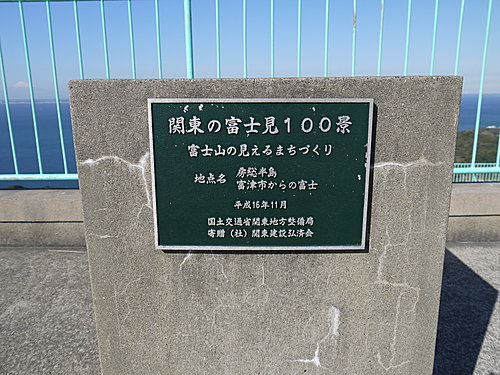 関東の富士見100景
富士山の見えるまちづくり
地点名 房総半島
富津市からの富士
平成16年11月
国土交通省関東地方整備局
寄贈（社）関東建設弘済会